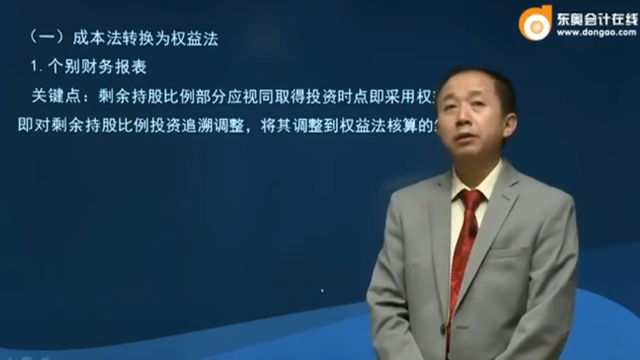 东奥会计在线
www.dongao.com
（一）成本法转换为权益法
1.个别财务报表
关键点：剩余持股比例部分应视同取得投资时点即采用权
即对剩余持股比例投资追溯调整，将其调整到权益法核算的